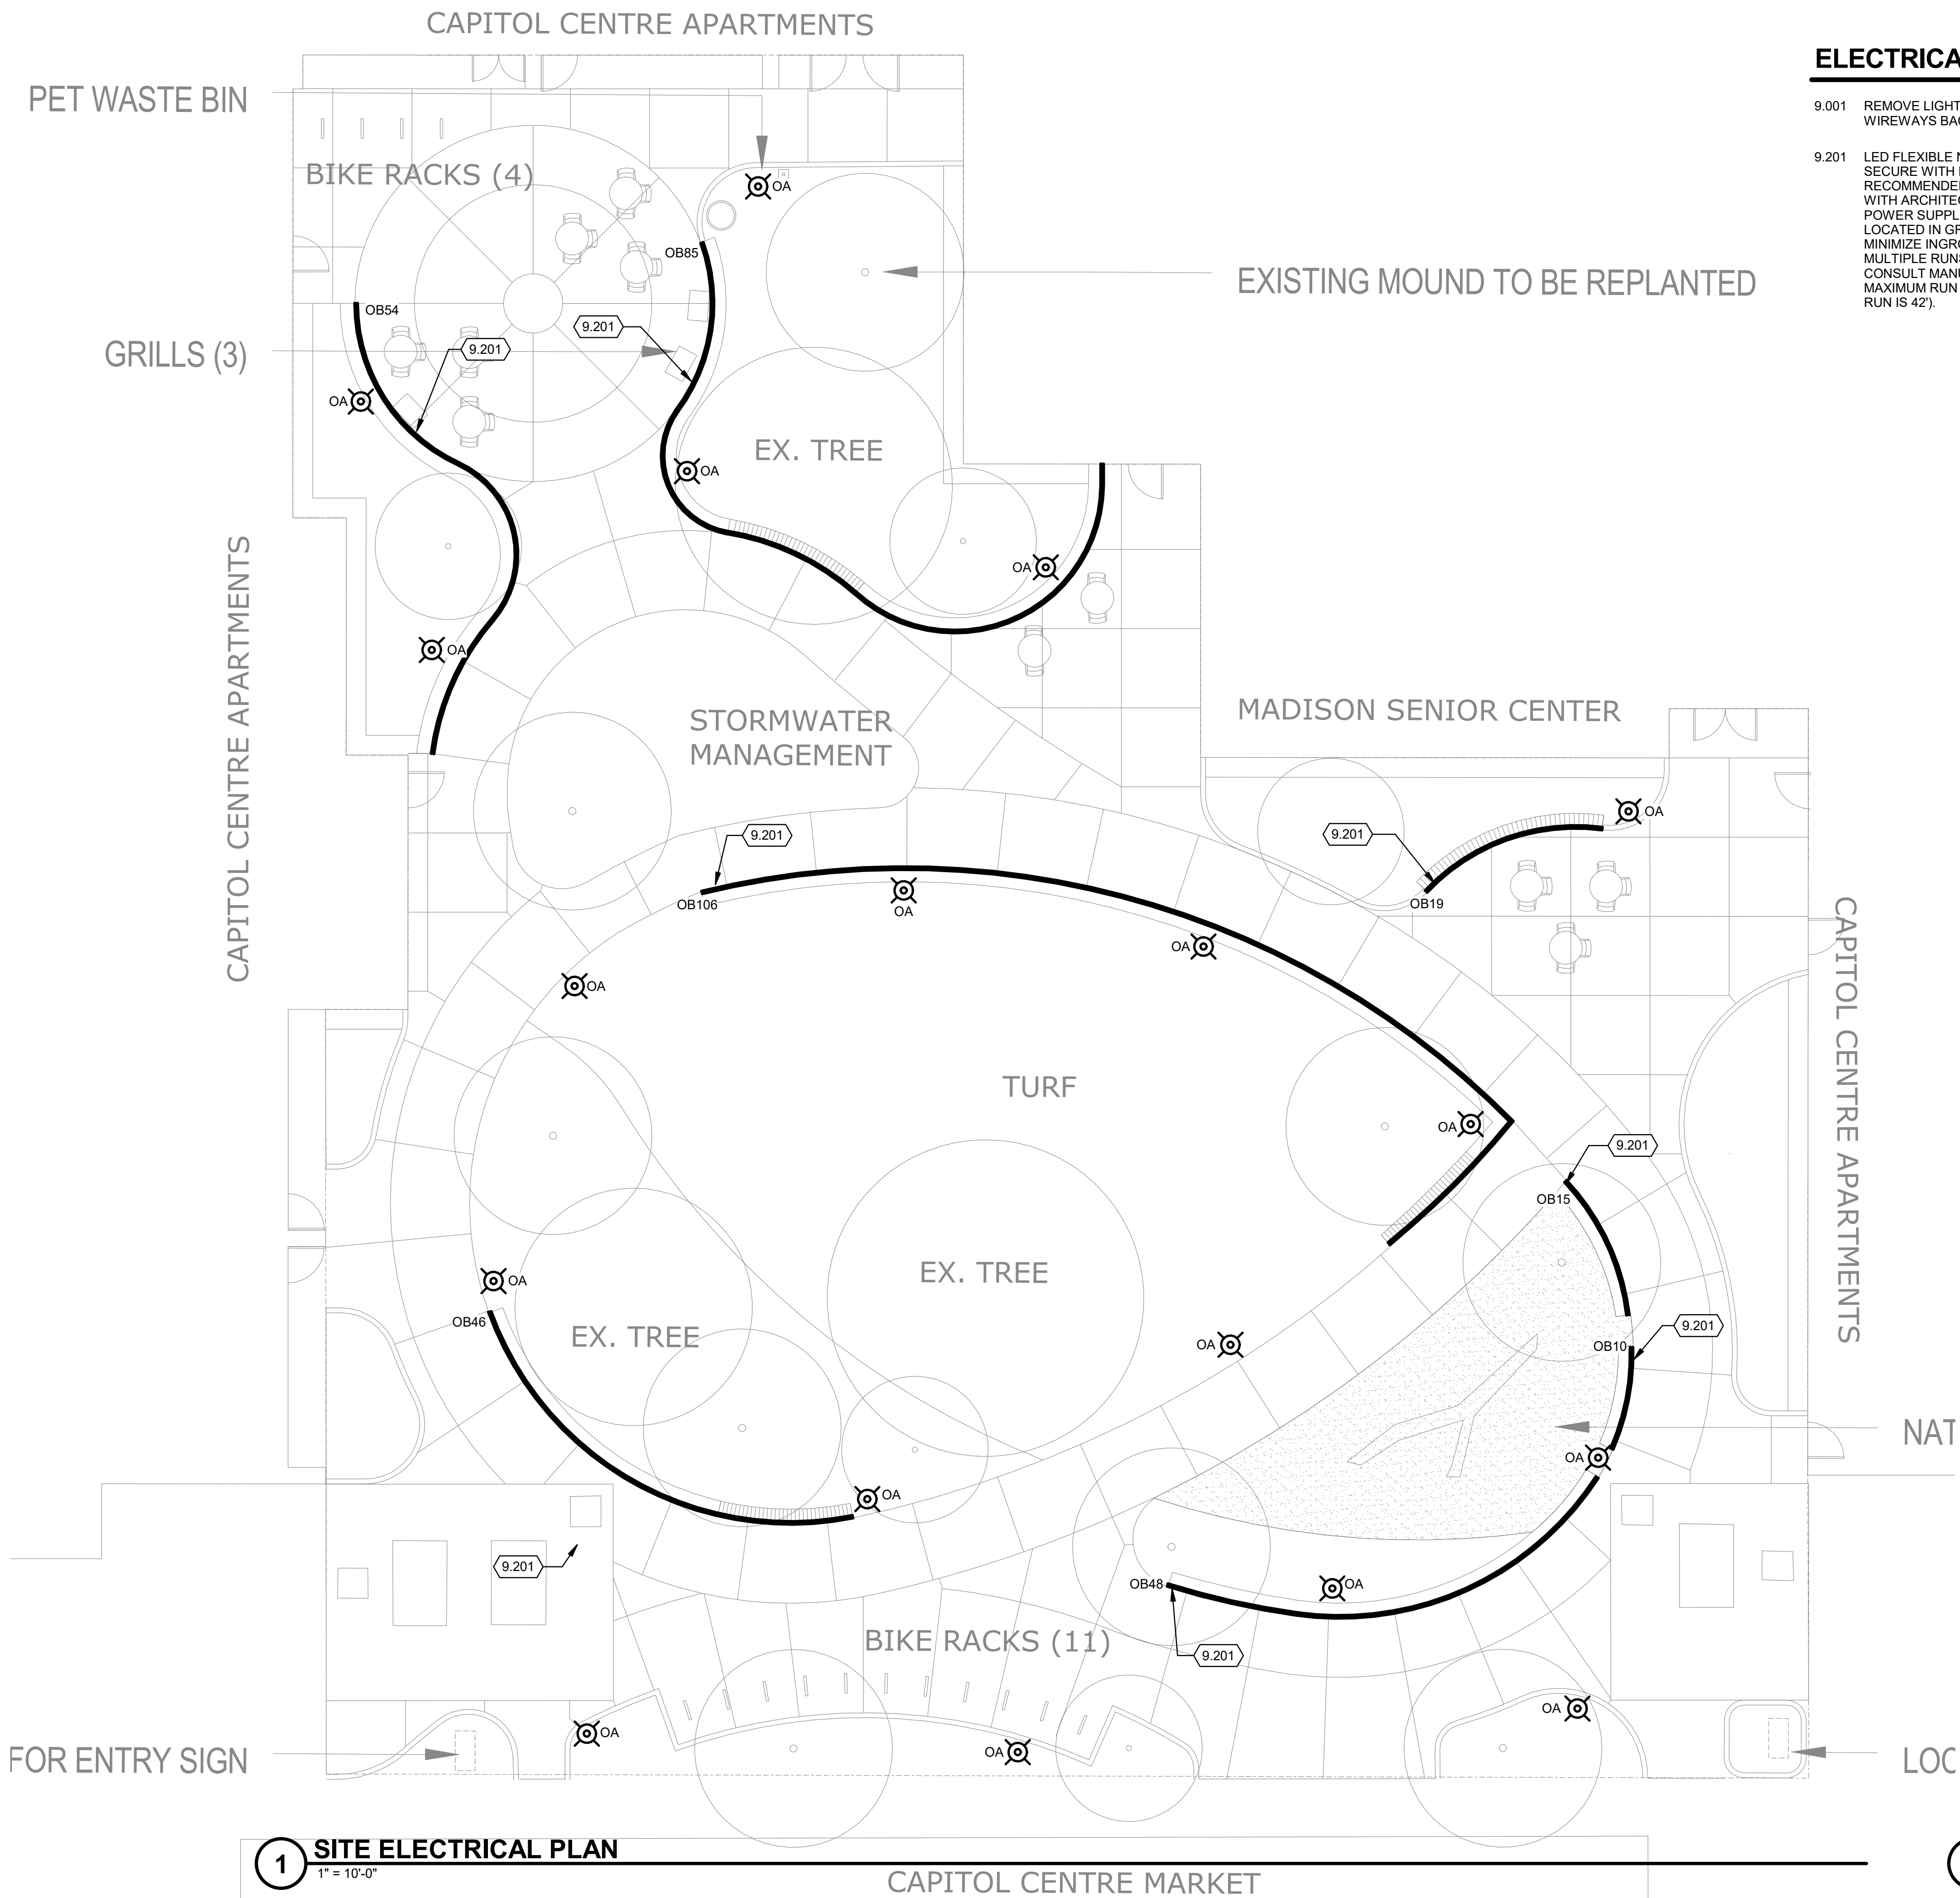 CAPITOL CENTRE APARTMENTS
PET WASTE BIN
OA
BIKE RACKS (4)
OB85
EXISTING MOUND TO BE REPLANTED
OB54
9.201
9.201
GRILLS (3)
OA
EX. TREE
OA
OA
CAPITOL CENTRE APARTMENTS
OA
STORMWATER
MANAGEMENT
MADISON SENIOR CENTER
OA
9.201
9.201
OB106
OA
OB19
OA
OA
CAPITOL CENTRE APARTMENTS
TURF
OA
9.201
OB15
EX. TREE
OA
OB46
EX. TREE
9.201
OA
OB10
NAT
OA
OA
9.201
OB48
OA
BIKE RACKS (11)
9.201
OA
OA
OA
FOR ENTRY SIGN
LOC
1
SITE ELECTRICAL PLAN
1" = 10'-0"
CAPITOL CENTRE MARKET
ELECTRICA
9.001 REMOVE LIGHT
WIREWAYS BA
9.201 LED FLEXIBLE
SECURE WITH
RECOMMENDE
WITH ARCHITE
POWER SUPPL
LOCATED IN GR
MINIMIZE INGR
MULTIPLE RUN
CONSULT MAN
MAXIMUM RUN
RUN IS 42').